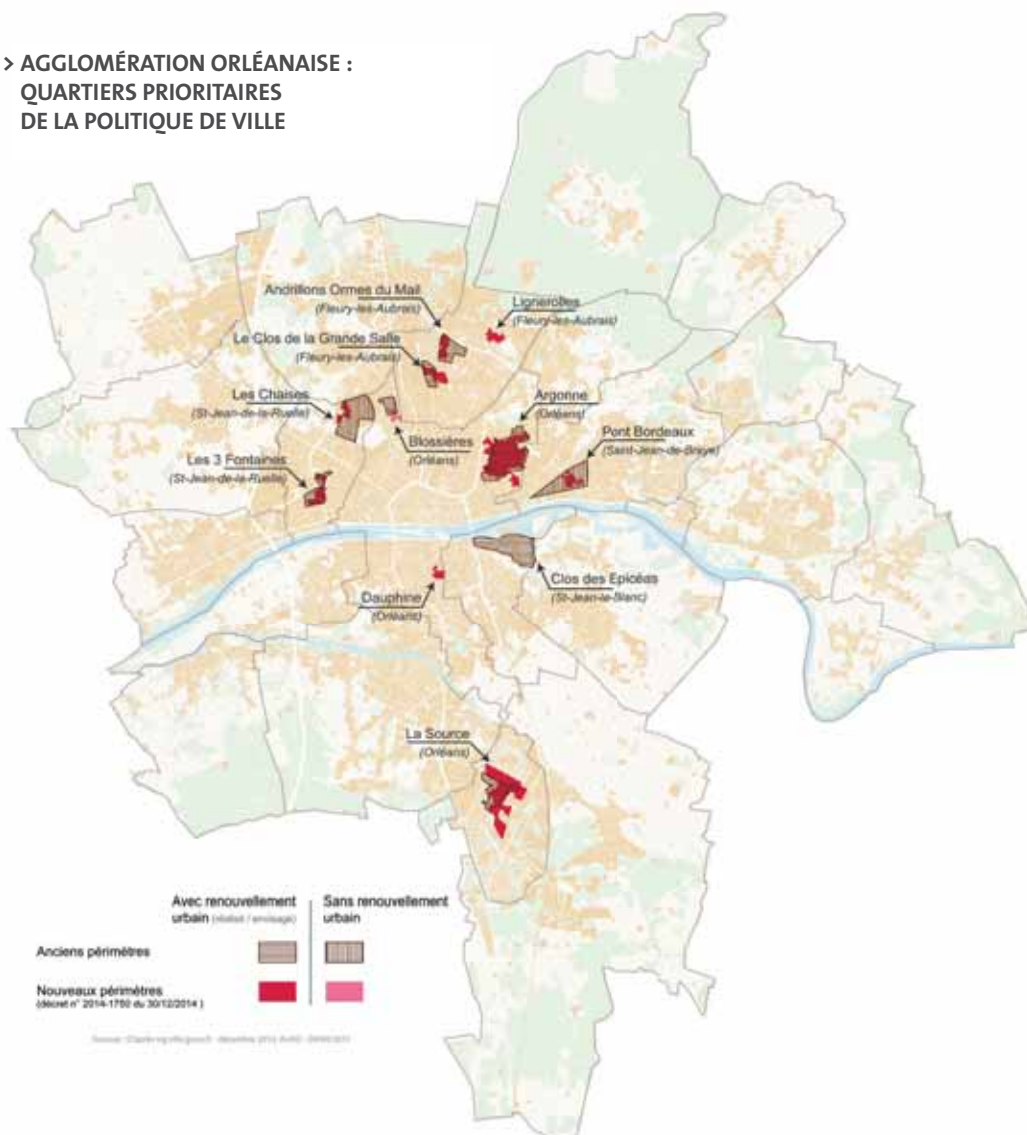 > AGGLOMÉRATION ORLÉANAISE :
QUARTIERS PRIORITAIRES
DE LA POLITIQUE DE VILLE
Andrillons Ormes du Mail
(Fleury-les-Aubrais)
Lignerolles
(Fleury-les-Aubrais)
Le Clos de la Grande Salle
(Fleury-les-Aubrais)
Les Chaises
(St-Jean-de-la-Ruelle)
Argonne
(Orléans)
Blossières
(Orléans)
Pont Bordeaux
(Saint-Jean-de-Braye)
Les 3 Fontaines
(St-Jean-de-la-Ruelle)
Clos des Epicéas
(St-Jean-le-Blanc)
Dauphine
(Orléans)
La Source
(Orléans)
Avec renouvellement
urbain (réalisé / envisagé)
Sans renouvellement
urbain
Anciens périmètres
Nouveaux périmètres
(décret n° 2014-1750 du 30/12/2014 )